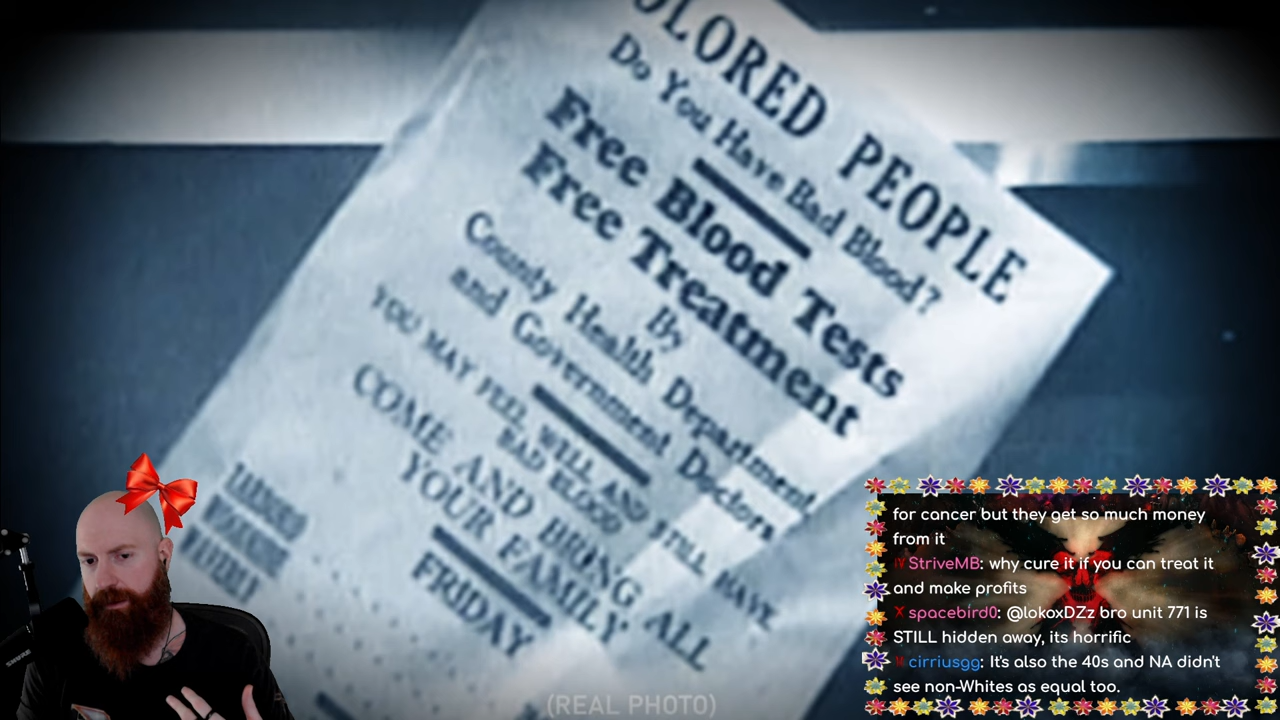 OLORED PEOPLE
Do You Have Bad Blood?
Free Blood Tests
Free Treatment
By
County Health Department
and Government Doctors
YOU MAY FEEL WELL AND STILL HAVE
BAD BLOOD
COME AND BRING ALL
YOUR FAMILY
FRIDAY
(REAL PHOTO)
SHURE
for cancer but they get so much money
from it
StriveMB: why cure it if you can treat it
and make profits
spacebird0: @lokoxDZz bro unit 771 is
STILL hidden away, its horrific
cirriusgg: It's also the 40s and NA didn't
see non-Whites as equal too.